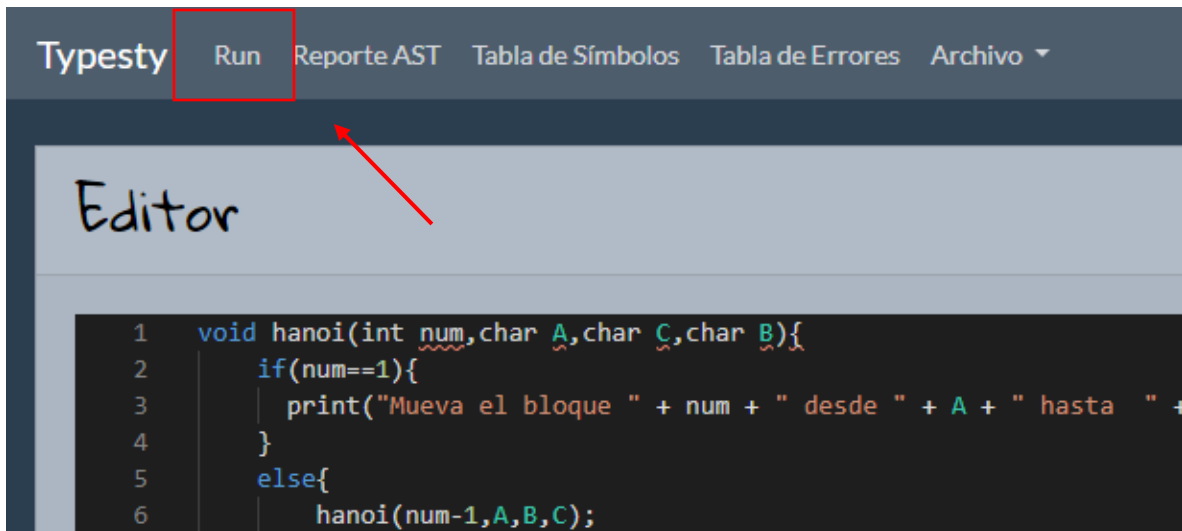 Typesty Run Reporte AST Tabla de Símbolos Tabla de Errores Archivo
Editor
1 void hanoi(int num,char A,char C,char B){
2 if(num==1){
3 print("Mueva el bloque " + num + " desde " + A + " hasta  " +
4 }
5 else{
6 hanoi(num-1,A,B,C);